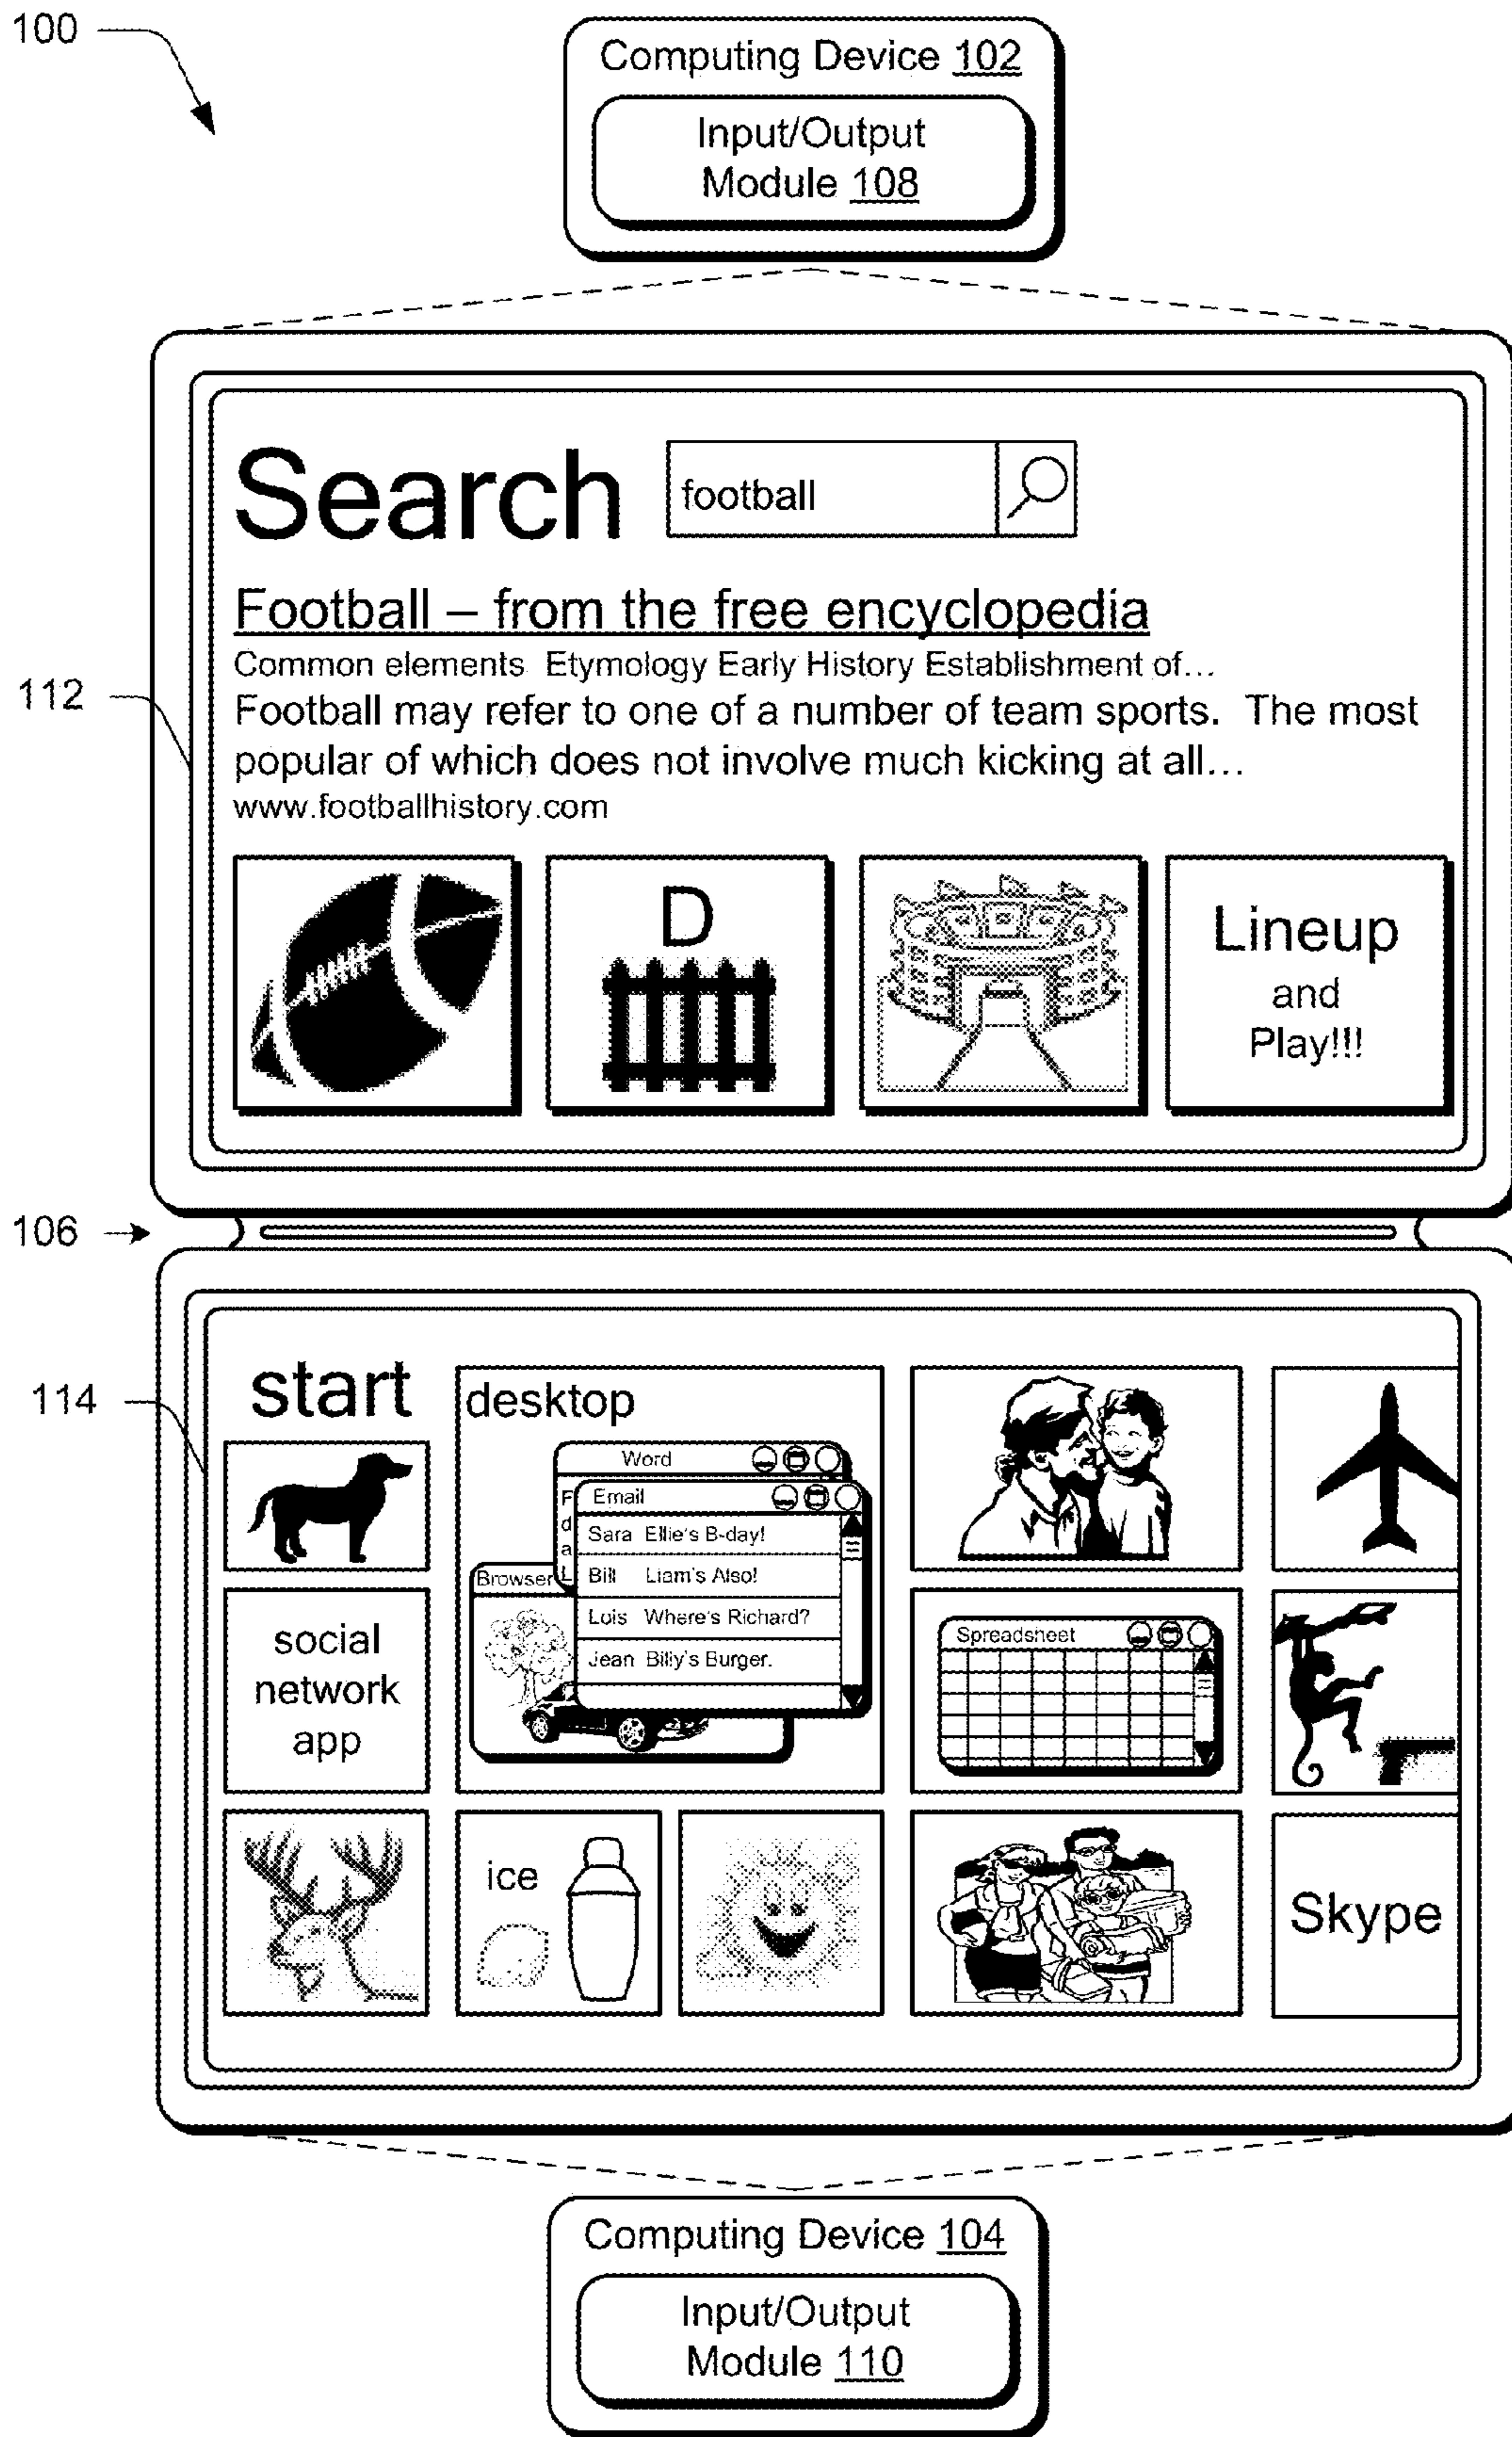 100
Computing Device 102
Input/Output
Module 108
Search
football
Football – from the free encyclopedia
Common elements Etymology Early History Establishment of...
112
Football may refer to one of a number of team sports. The most
popular of which does not involve much kicking at all...
www.footballhistory.com
D
Lineup
and
Play!!!
106
114
start
desktop
Word
F
d
a
L
Email
Sara Ellie's B-day!
Bill Liam's Also!
Lois Where's Richard?
Jean Billy's Burger.
Browser
social
network
app
Spreadsheet
ice
Skype
Computing Device 104
Input/Output
Module 110